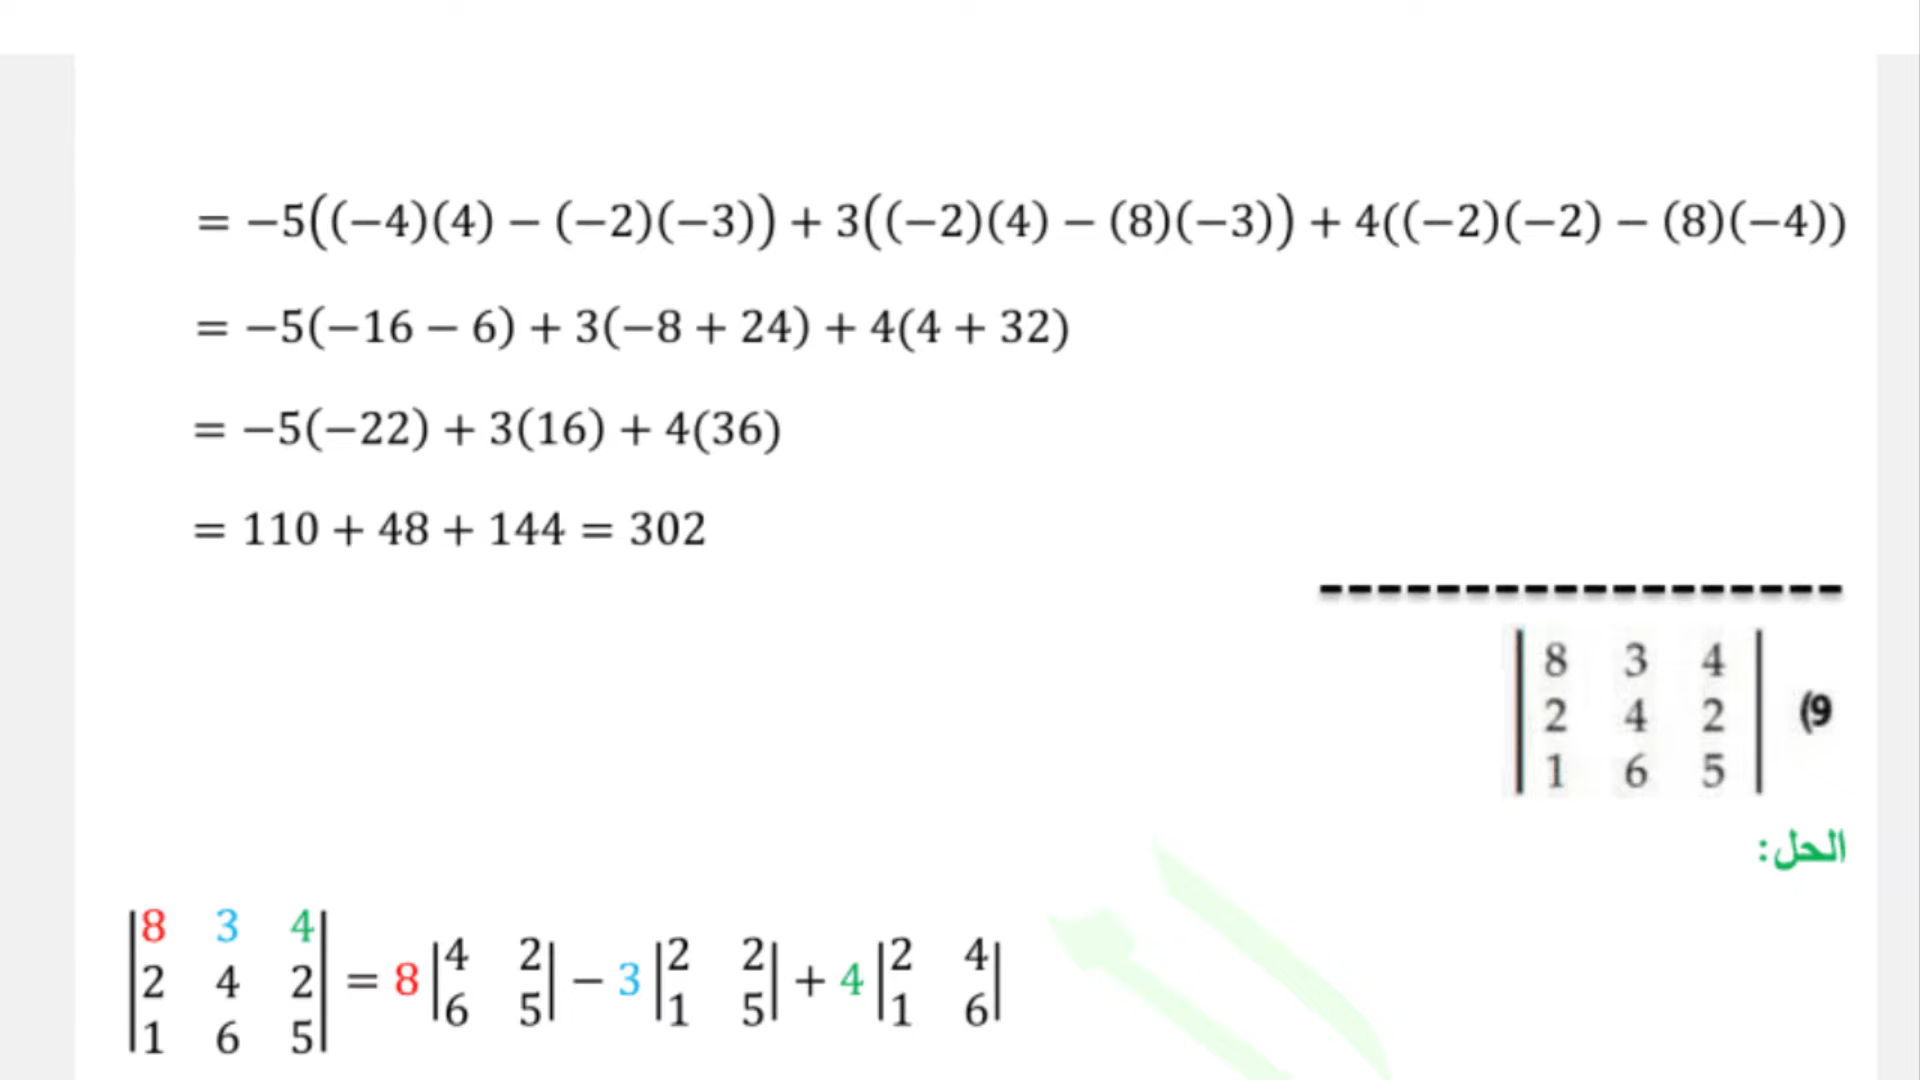 = −5((−4)(4) − (−2)(−3)) + 3((−2)(4) − (8)(−3)) + 4((−2)(−2) − (8)(−4))
= −5(−16 − 6) + 3(−8 + 24) + 4(4 + 32)
= −5(−22) + 3(16) + 4(36)
= 110 + 48 + 144 = 302
------------------
(9
|8 3 4|
|2 4 2|
|1 6 5|
الحل:
|8 3 4|
|2 4 2| = 8 |4 2| − 3 |2 2| + 4 |2 4|
|1 6 5| |6 5| |1 5| |1 6|